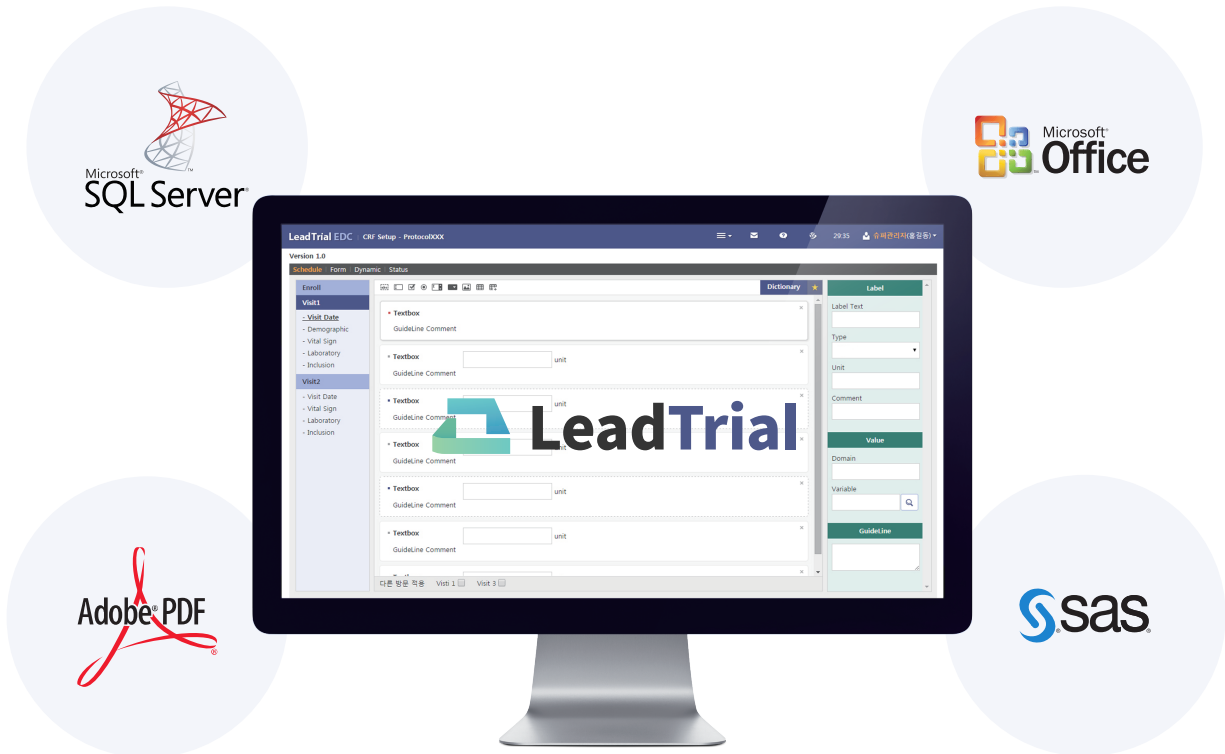 Microsoft®
SQL Server®
Microsoft®
Office
LeadTrial EDC | CRF Setup - ProtocolXXX
29:35 슈퍼관리자(홍길동)
Version 1.0
Schedule Form Dynamic Status
Enroll
Visit1
- Visit Date
- Demographic
- Vital Sign
- Laboratory
- Inclusion
Visit2
- Visit Date
- Vital Sign
- Laboratory
- Inclusion
Dictionary
Textbox
GuideLine Comment
Textbox unit
GuideLine Comment
Textbox unit
GuideLine Comment
LeadTrial
Textbox unit
GuideLine Comment
Textbox unit
GuideLine Comment
Textbox unit
GuideLine Comment
다른 방문 적용 Visti 1 Visit 3
Label
Label Text
Type
Unit
Comment
Value
Domain
Variable
GuideLine
Adobe® PDF
sas